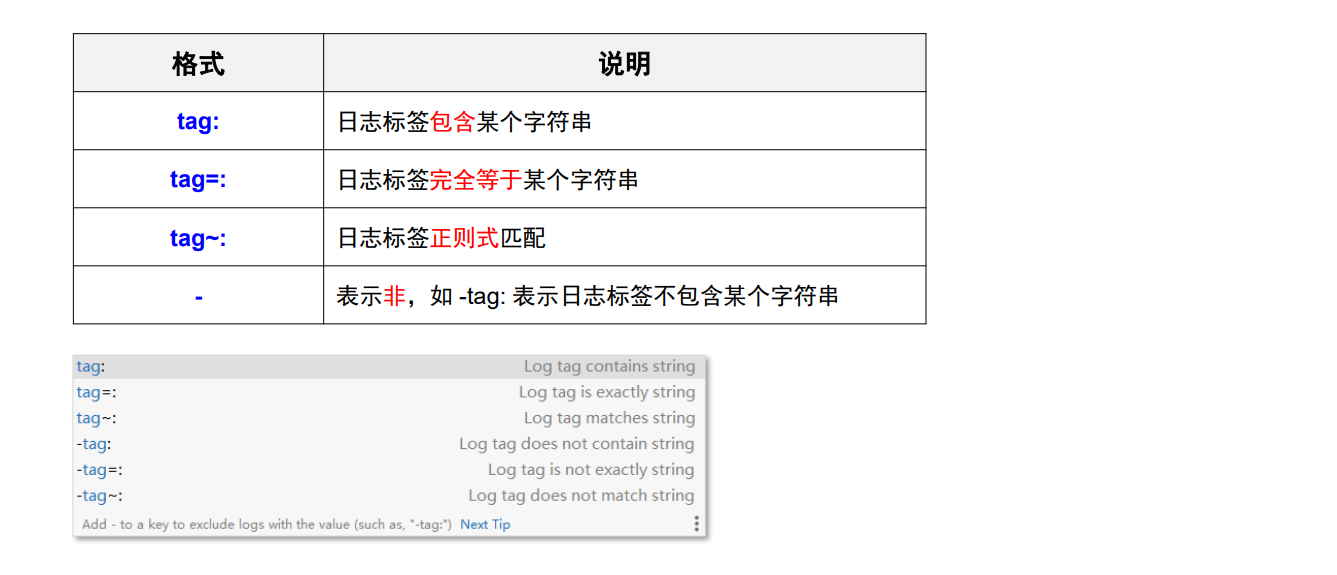 格式 说明
tag: 日志标签包含某个字符串
tag=: 日志标签完全等于某个字符串
tag~: 日志标签正则式匹配
- 表示非，如 -tag: 表示日志标签不包含某个字符串
tag: Log tag contains string
tag=: Log tag is exactly string
tag~: Log tag matches string
-tag: Log tag does not contain string
-tag=: Log tag is not exactly string
-tag~: Log tag does not match string
Add - to a key to exclude logs with the value (such as, "-tag:") Next Tip